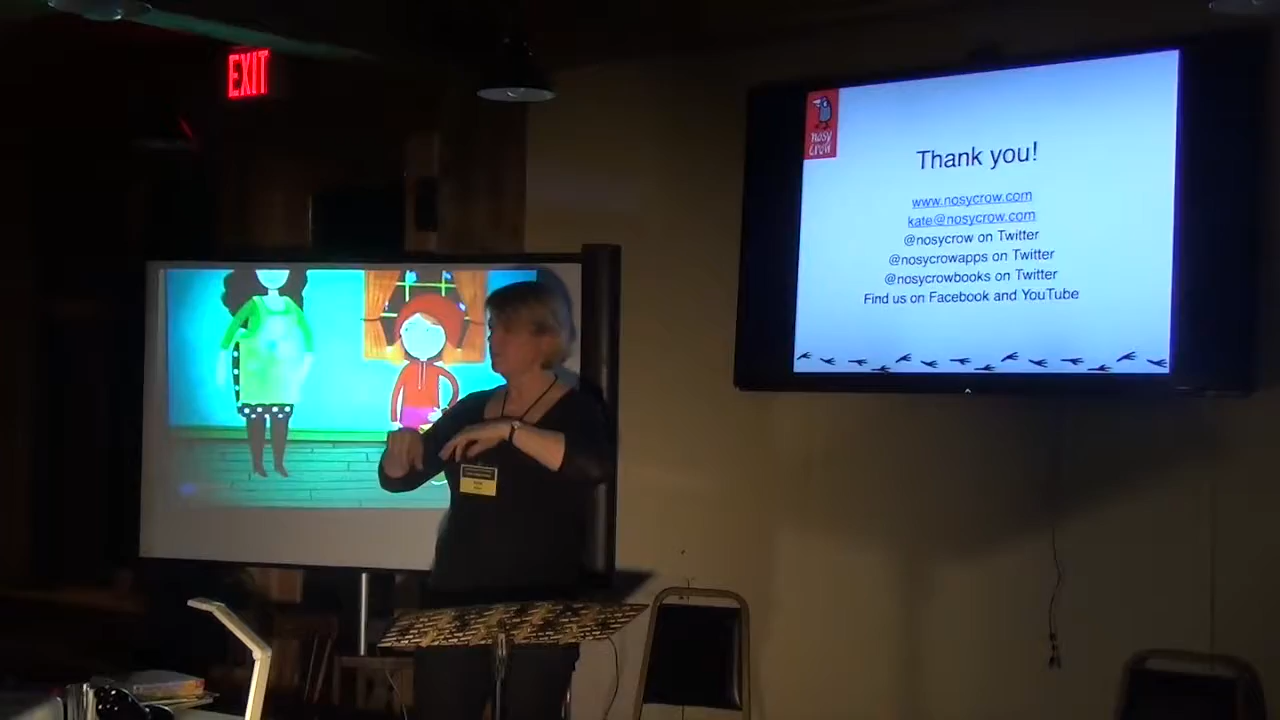 EXIT
nosy
crow
Thank you!
www.nosycrow.com
kate@nosycrow.com
@nosycrow on Twitter
@nosycrowapps on Twitter
@nosycrowbooks on Twitter
Find us on Facebook and YouTube